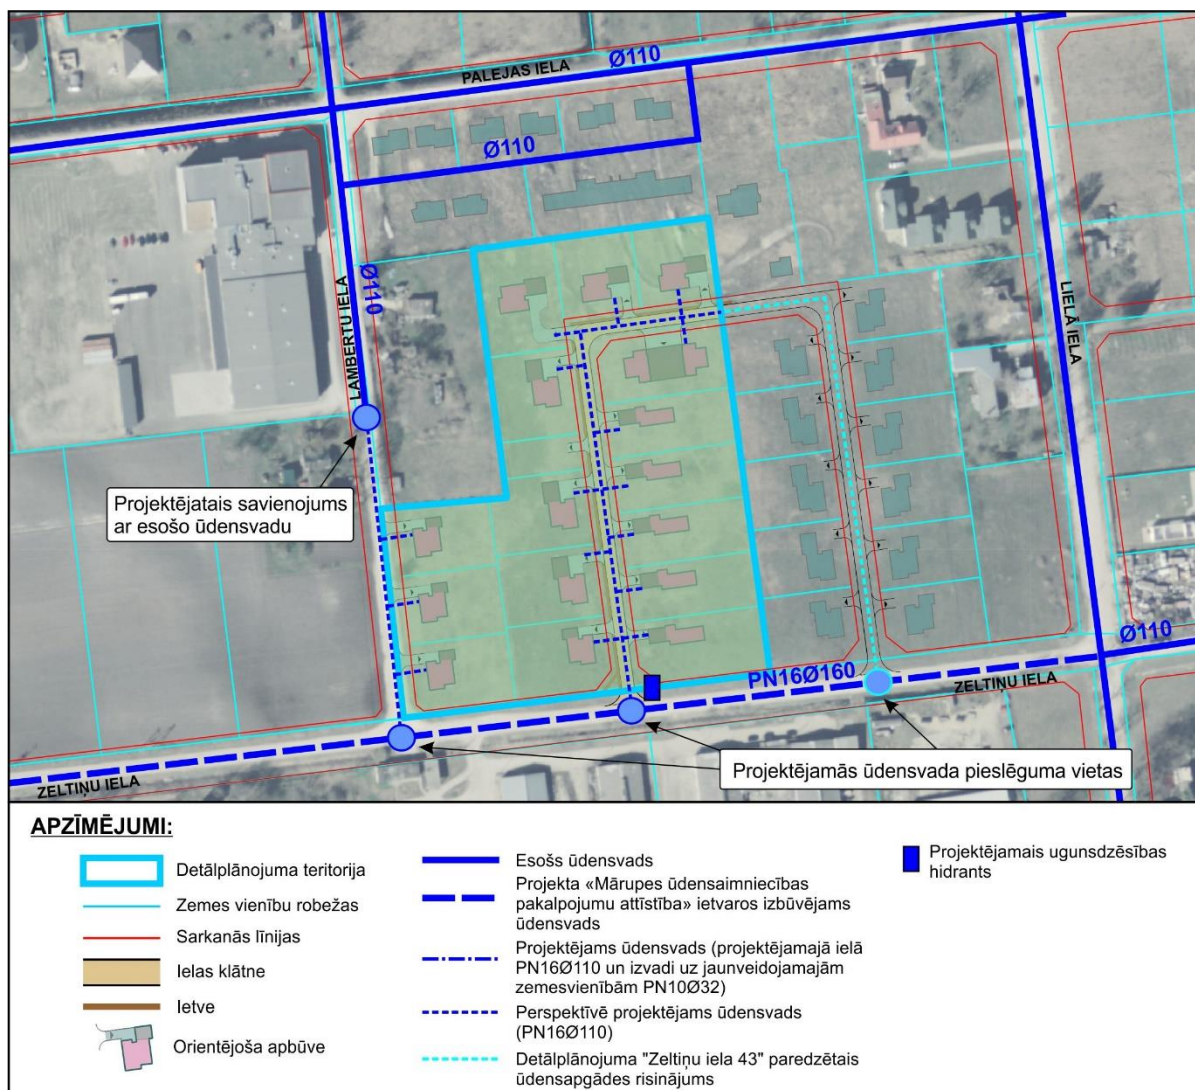 PALEJAS IELA
Ø110
Ø110
Ø110
LAMBERTU IELA
LIELĀ IELA
Projektējatais savienojums
ar esošo ūdensvadu
PN16Ø160
Ø110
ZELTIŅU IELA
ZELTIŅU IELA
Projektējamās ūdensvada pieslēguma vietas
APZĪMĒJUMI:
Detālplānojuma teritorija
Zemes vienību robežas
Sarkanās līnijas
Ielas klātne
Ietve
Orientējoša apbūve
Esošs ūdensvads
Projekta «Mārupes ūdensaimniecības
pakalpojumu attīstība» ietvaros izbūvējams
ūdensvads
Projektējams ūdensvads (projektējamajā ielā
PN16Ø110 un izvadi uz jaunveidojamajām
zemesvienībām PN10Ø32)
Perspektīvē projektējams ūdensvads
(PN16Ø110)
Detālplānojuma "Zeltiņu iela 43" paredzētais
ūdensapgādes risinājums
Projektējamais ugunsdzēsības
hidrants